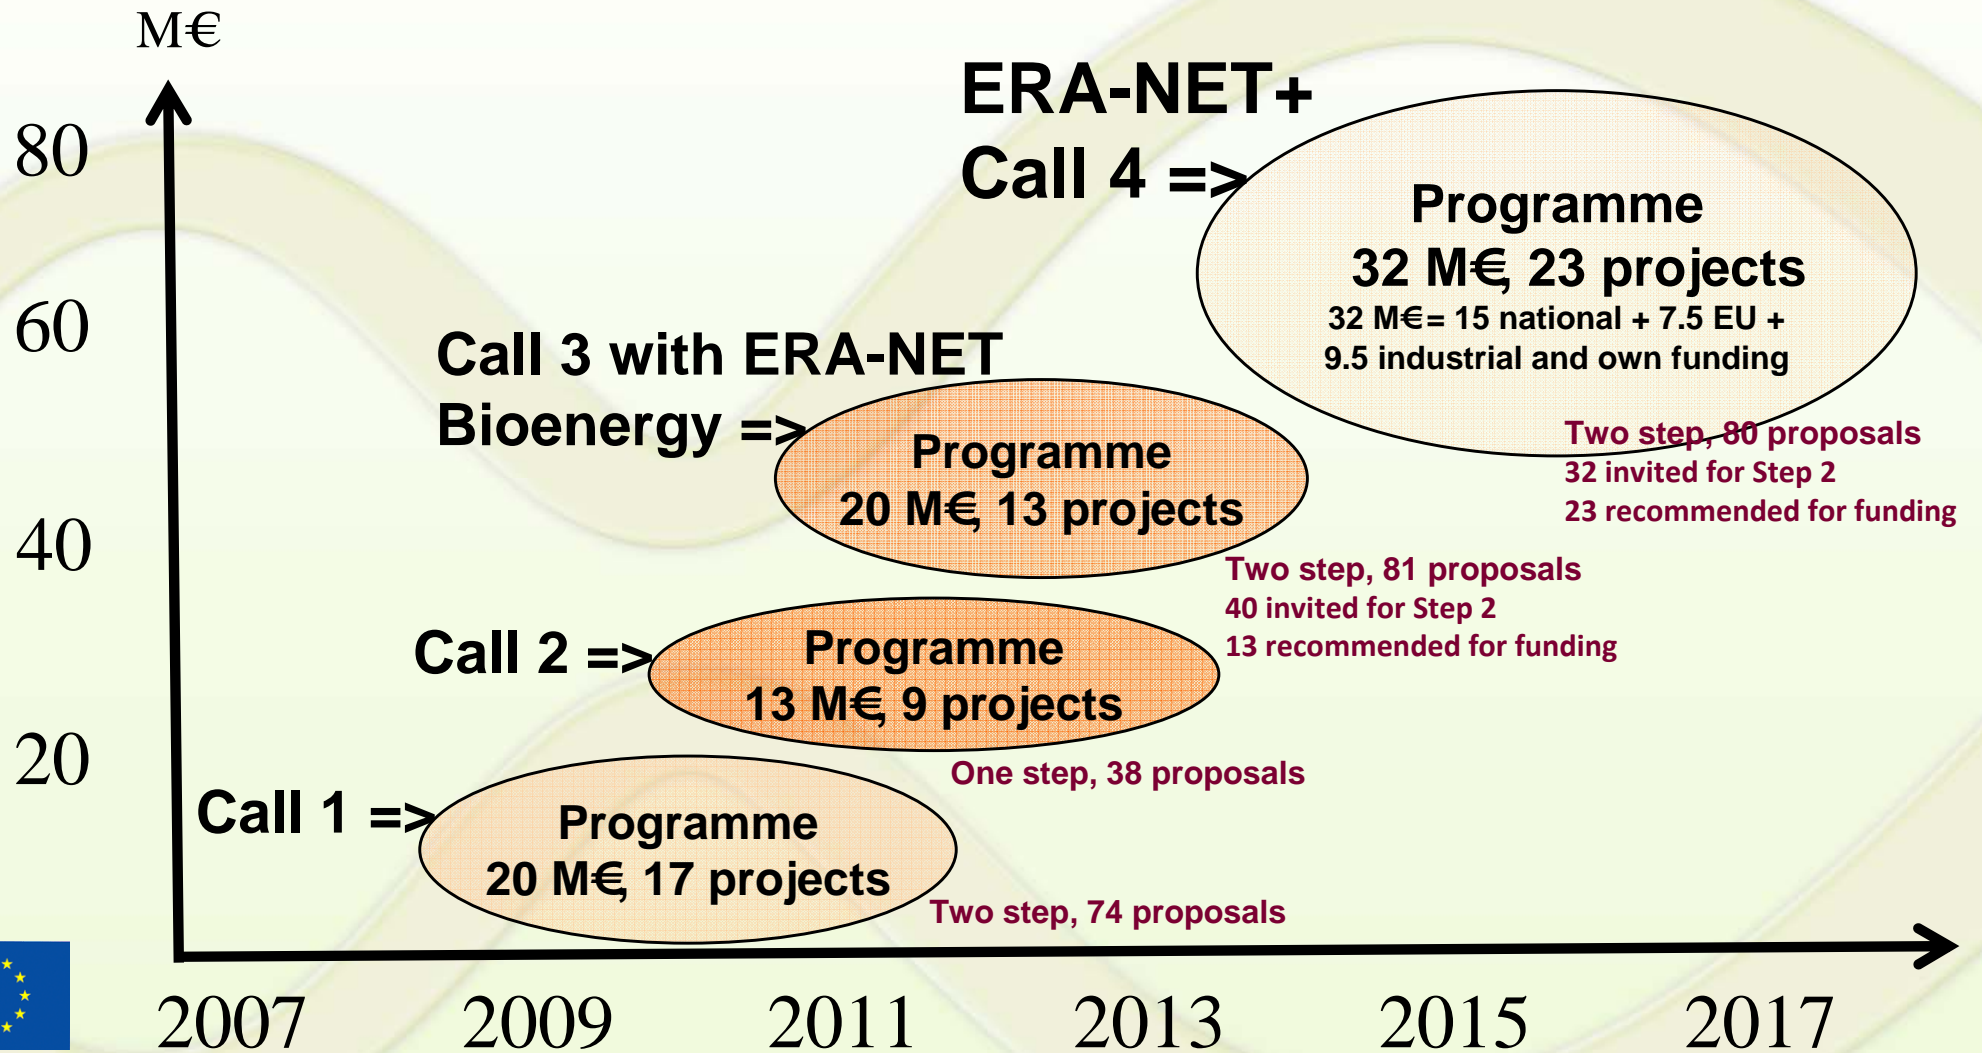 M€
80
60
40
20
ERA-NET+
Call 4 =>
Programme
32 M€, 23 projects
32 M€= 15 national + 7.5 EU +
9.5 industrial and own funding
Two step, 80 proposals
32 invited for Step 2
23 recommended for funding
Call 3 with ERA-NET
Bioenergy =>
Programme
20 M€, 13 projects
Two step, 81 proposals
40 invited for Step 2
13 recommended for funding
Call 2 =>
Programme
13 M€, 9 projects
One step, 38 proposals
Call 1 =>
Programme
20 M€, 17 projects
Two step, 74 proposals
2007
2009
2011
2013
2015
2017